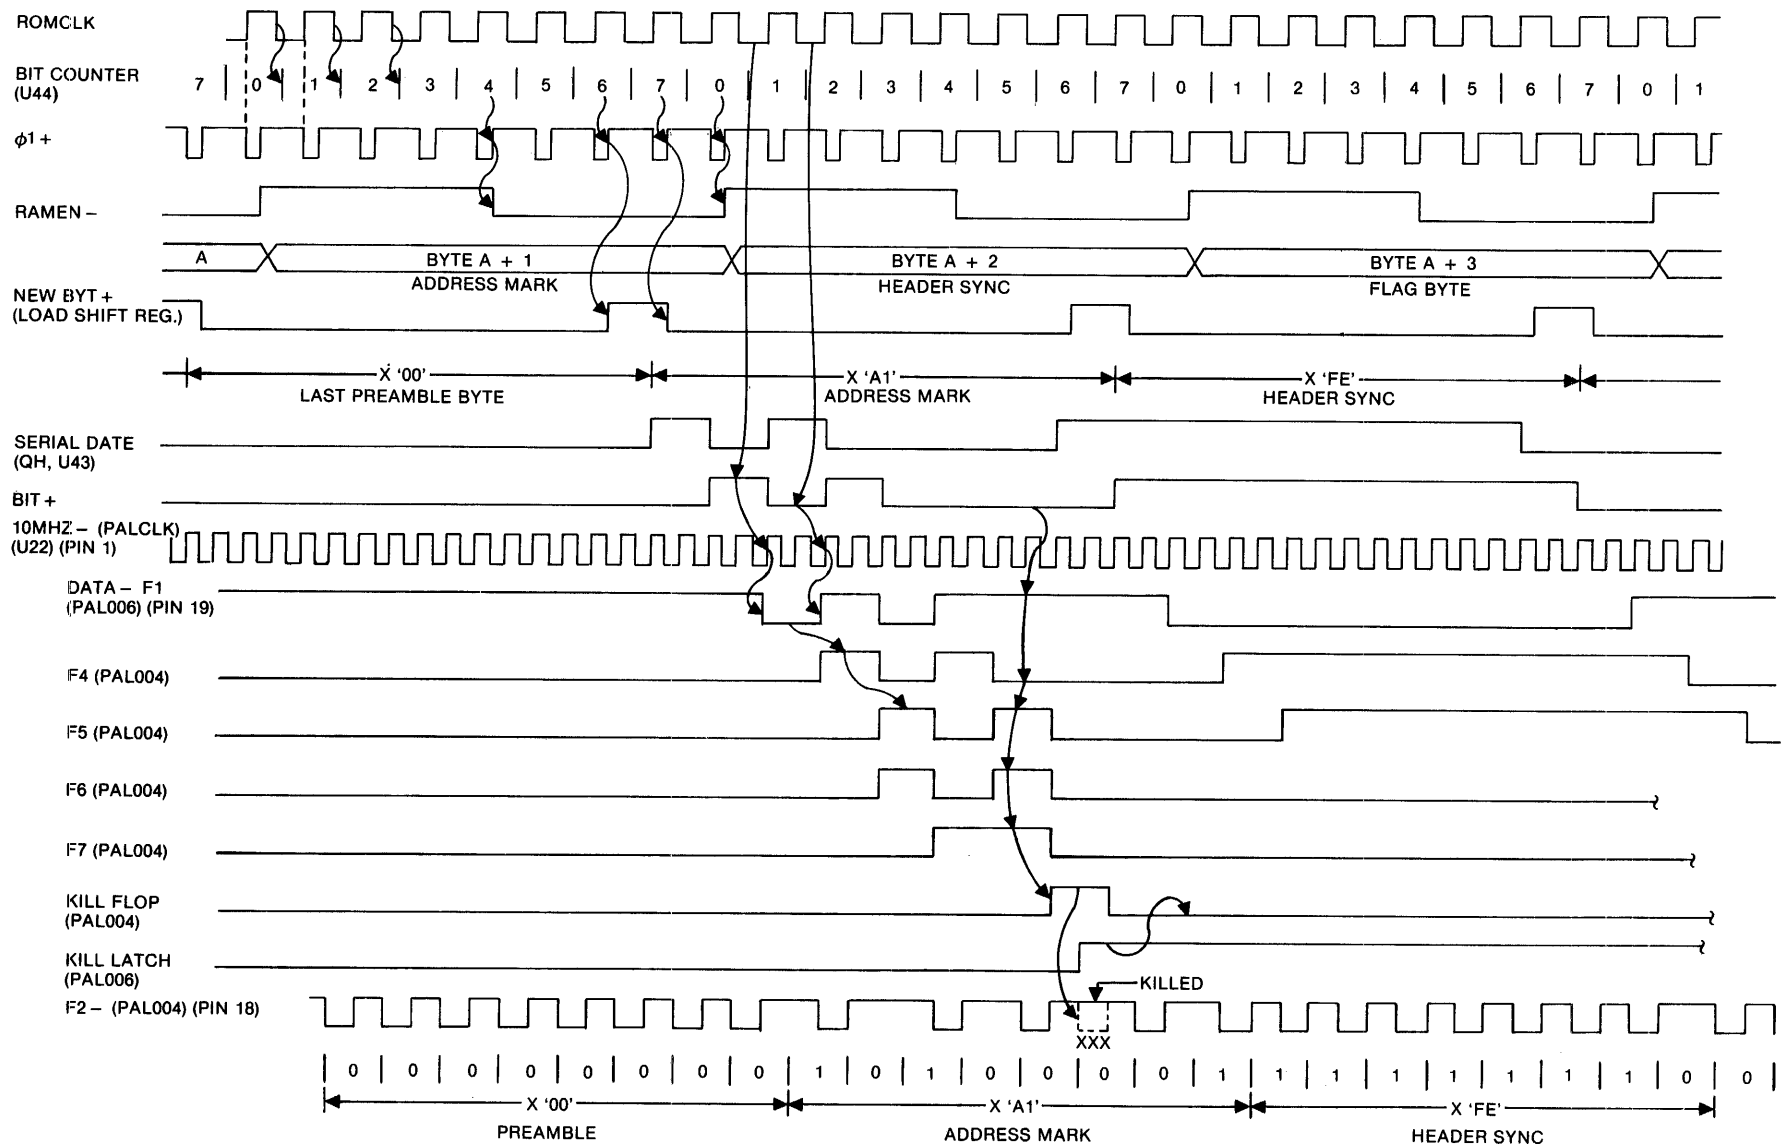 ROMCLK
BIT COUNTER
(U44)
7 0 1 2 3 4 5 6 7 0 1 2 3 4 5 6 7 0 1 2 3 4 5 6 7 0 1
ϕ1 +
RAMEN –
A BYTE A + 1 BYTE A + 2 BYTE A + 3
ADDRESS MARK HEADER SYNC FLAG BYTE
NEW BYT +
(LOAD SHIFT REG.)
X '00' X 'A1' X 'FE'
LAST PREAMBLE BYTE ADDRESS MARK HEADER SYNC
SERIAL DATE
(QH, U43)
BIT +
10MHZ – (PALCLK)
(U22) (PIN 1)
DATA – F1
(PAL006) (PIN 19)
F4 (PAL004)
F5 (PAL004)
F6 (PAL004)
F7 (PAL004)
KILL FLOP
(PAL004)
KILL LATCH
(PAL006)
KILLED
F2 – (PAL004) (PIN 18)
XXX
0 0 0 0 0 0 0 0 1 0 1 0 0 0 0 1 1 1 1 1 1 1 1 0 0
X '00' X 'A1' X 'FE'
PREAMBLE ADDRESS MARK HEADER SYNC